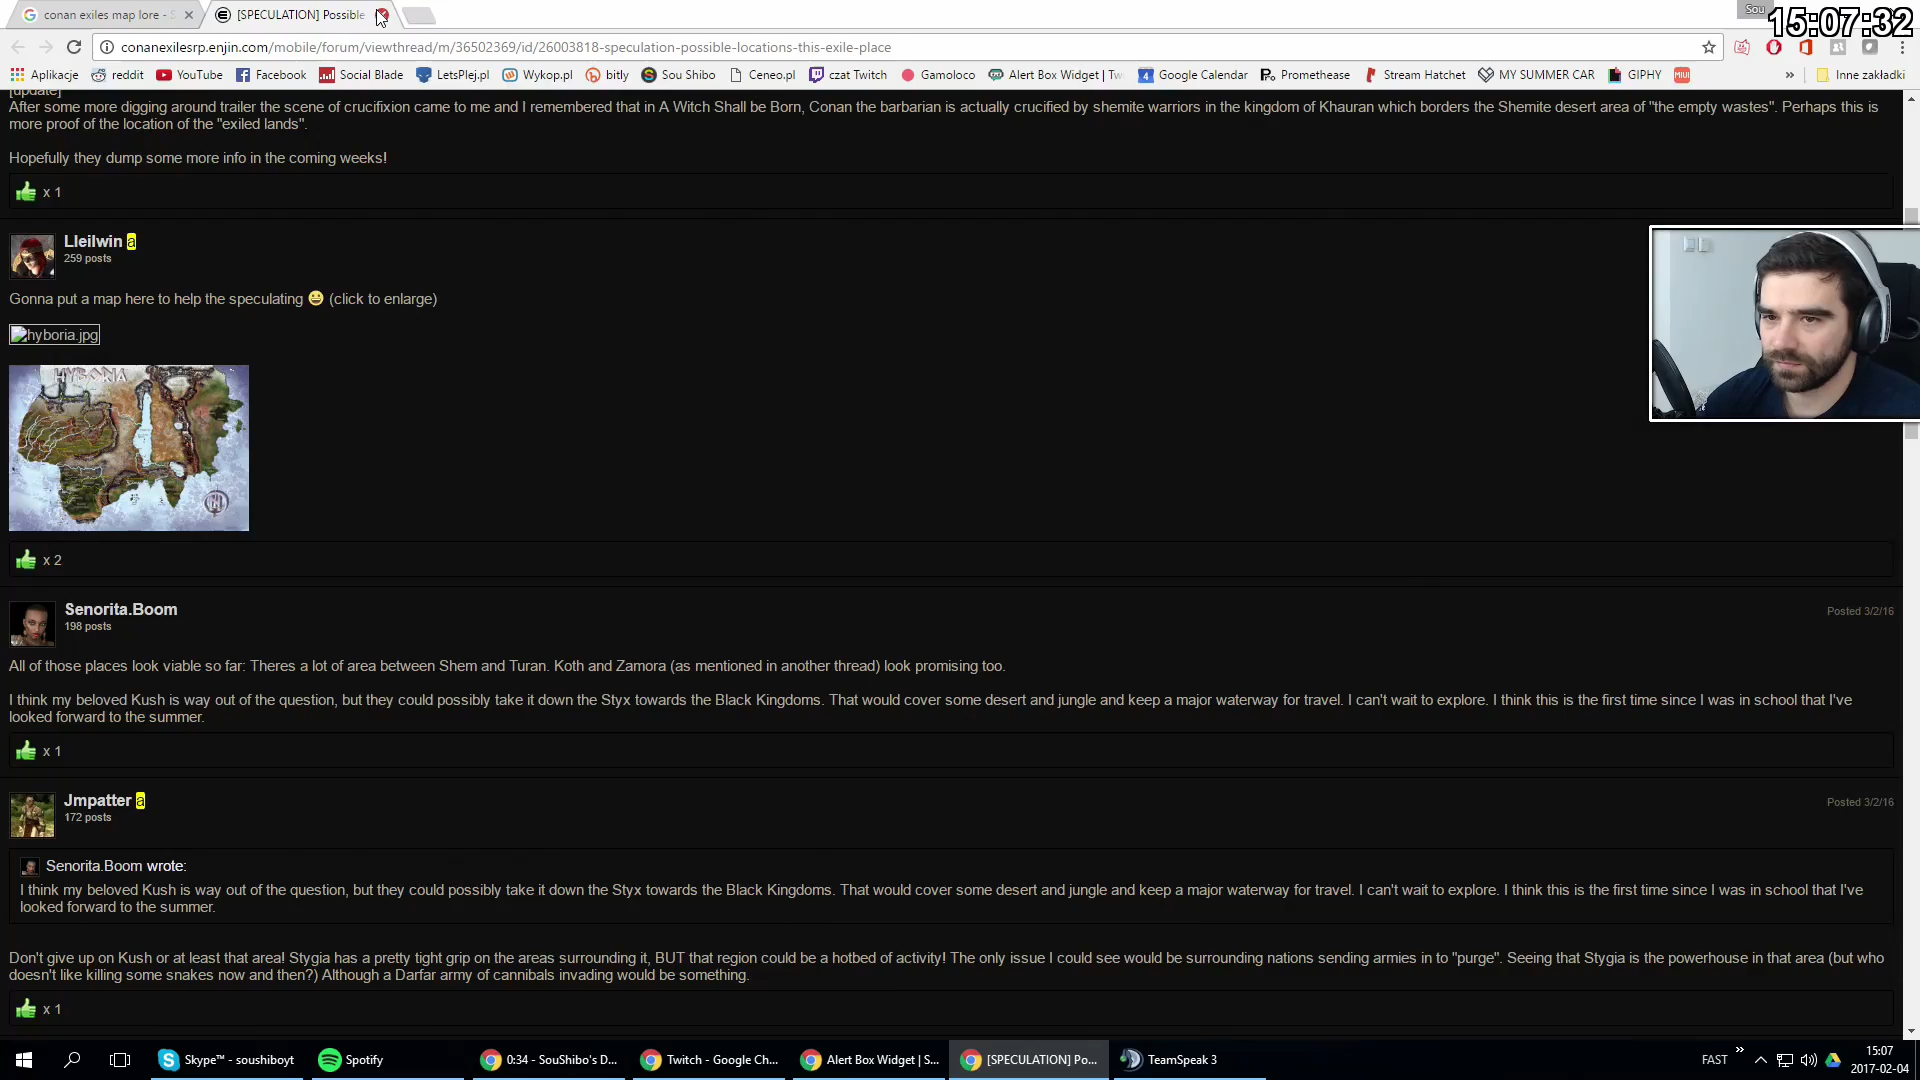 conan exiles map lore - S
[SPECULATION] Possible
Sou
15:07:32
conanexilesrp.enjin.com/mobile/forum/viewthread/m/36502369/id/26003818-speculation-possible-locations-this-exile-place
Aplikacje reddit YouTube Facebook Social Blade LetsPlej.pl Wykop.pl bitly Sou Shibo Ceneo.pl czat Twitch Gamoloco Alert Box Widget | Tw Google Calendar Promethease Stream Hatchet MY SUMMER CAR GIPHY Inne zakładki
[update]
After some more digging around trailer the scene of crucifixion came to me and I remembered that in A Witch Shall be Born, Conan the barbarian is actually crucified by shemite warriors in the kingdom of Khauran which borders the Shemite desert area of "the empty wastes". Perhaps this is
more proof of the location of the "exiled lands".
Hopefully they dump some more info in the coming weeks!
x 1
Lleilwin a
259 posts
Gonna put a map here to help the speculating (click to enlarge)
hyboria.jpg
HYBORIA
x 2
Senorita.Boom
198 posts
Posted 3/2/16
All of those places look viable so far: Theres a lot of area between Shem and Turan. Koth and Zamora (as mentioned in another thread) look promising too.
I think my beloved Kush is way out of the question, but they could possibly take it down the Styx towards the Black Kingdoms. That would cover some desert and jungle and keep a major waterway for travel. I can't wait to explore. I think this is the first time since I was in school that I've
looked forward to the summer.
x 1
Jmpatter a
172 posts
Posted 3/2/16
Senorita.Boom wrote:
I think my beloved Kush is way out of the question, but they could possibly take it down the Styx towards the Black Kingdoms. That would cover some desert and jungle and keep a major waterway for travel. I can't wait to explore. I think this is the first time since I was in school that I've
looked forward to the summer.
Don't give up on Kush or at least that area! Stygia has a pretty tight grip on the areas surrounding it, BUT that region could be a hotbed of activity! The only issue I could see would be surrounding nations sending armies in to "purge". Seeing that Stygia is the powerhouse in that area (but who
doesn't like killing some snakes now and then?) Although a Darfar army of cannibals invading would be something.
x 1
Skype™ - soushiboyt
Spotify
0:34 - SouShibo's D...
Twitch - Google Ch...
Alert Box Widget | S...
[SPECULATION] Po...
TeamSpeak 3
FAST
15:07
2017-02-04